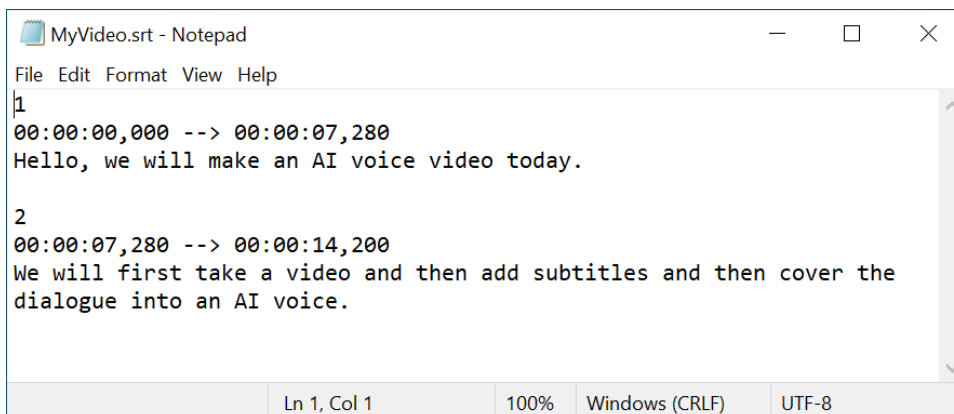 MyVideo.srt - Notepad
File Edit Format View Help
1
00:00:00,000 --> 00:00:07,280
Hello, we will make an AI voice video today.
2
00:00:07,280 --> 00:00:14,200
We will first take a video and then add subtitles and then cover the
dialogue into an AI voice.
Ln 1, Col 1 100% Windows (CRLF) UTF-8